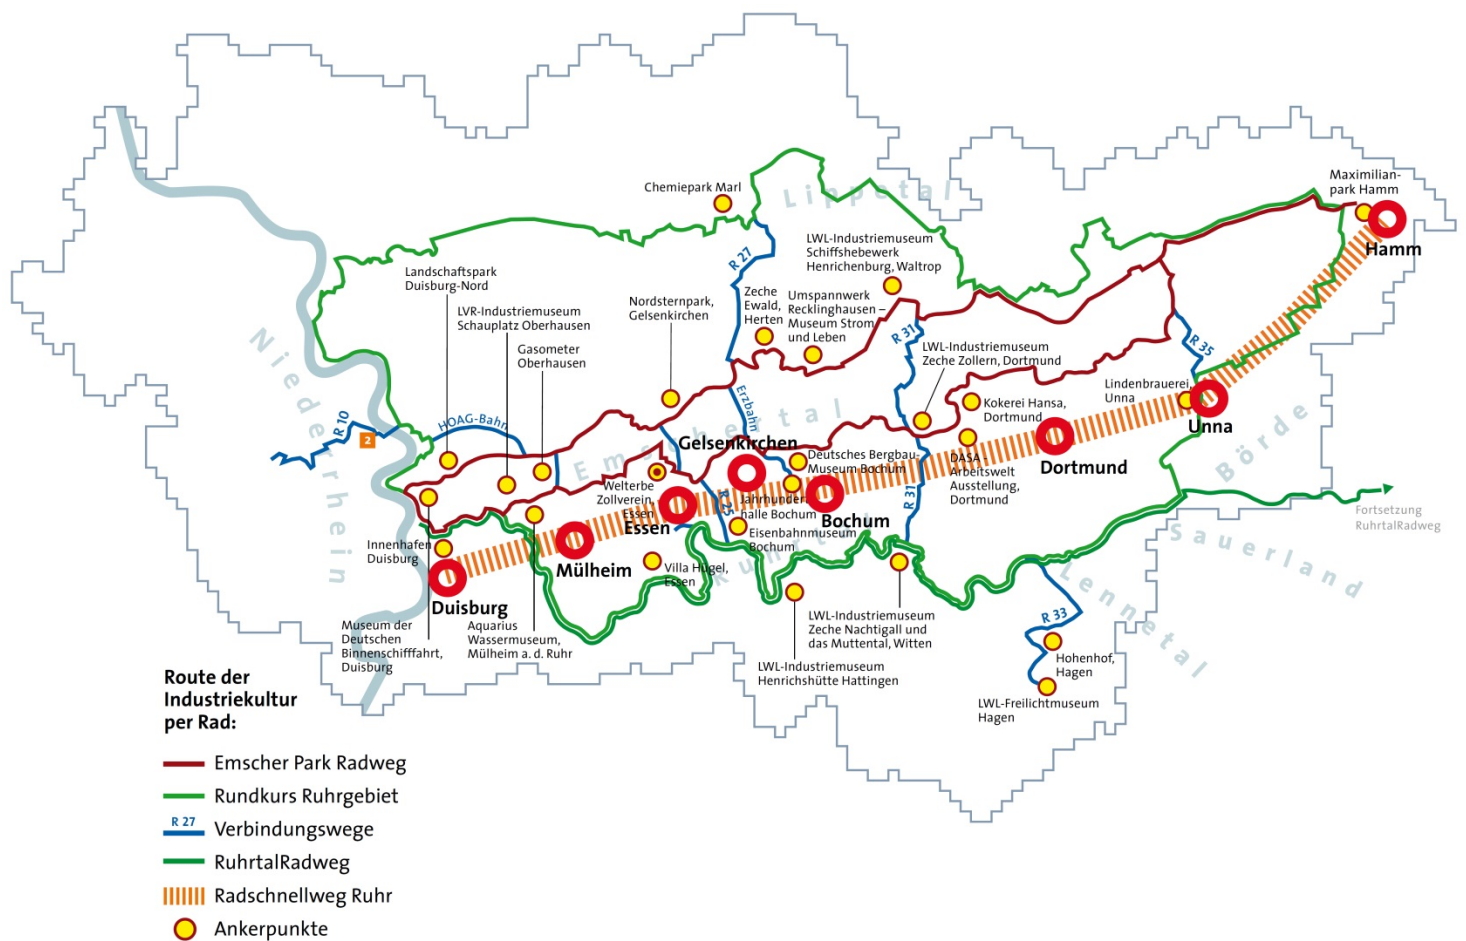 Chemiepark Marl
Lippetal
Maximilian-
park Hamm
Hamm
R 27
LWL-Industriemuseum
Schiffshebewerk
Henrichenburg, Waltrop
Landschaftspark
Duisburg-Nord
LVR-Industriemuseum
Schauplatz Oberhausen
Gasometer
Oberhausen
Nordsternpark,
Gelsenkirchen
Zeche
Ewald,
Herten
Umspannwerk
Recklinghausen –
Museum Strom
und Leben
R 31
LWL-Industriemuseum
Zeche Zollern, Dortmund
R 35
Niederrhein
R 10
2
HOAG-Bahn
Emschertal
Erzbahn
Gelsenkirchen
Kokerei Hansa,
Dortmund
Lindenbrauerei,
Unna
Unna
Börde
Dortmund
Deutsches Bergbau-
Museum Bochum
DASA –
Arbeitswelt
Ausstellung,
Dortmund
Welterbe
Zollverein,
Essen
Essen
R 25
Jahrhundert-
halle Bochum
Bochum
R 31
Eisenbahnmuseum
Bochum
Ruhrtal
Fortsetzung
RuhrtalRadweg
Sauerland
Innenhafen
Duisburg
Mülheim
Villa Hügel,
Essen
Duisburg
Lennetal
R 33
Museum der
Deutschen
Binnenschifffahrt,
Duisburg
Aquarius
Wassermuseum,
Mülheim a. d. Ruhr
LWL-Industriemuseum
Zeche Nachtigall und
das Muttental, Witten
LWL-Industriemuseum
Henrichshütte Hattingen
Hohenhof,
Hagen
LWL-Freilichtmuseum
Hagen
Route der
Industriekultur
per Rad:
Emscher Park Radweg
Rundkurs Ruhrgebiet
R 27
Verbindungswege
RuhrtalRadweg
Radschnellweg Ruhr
Ankerpunkte